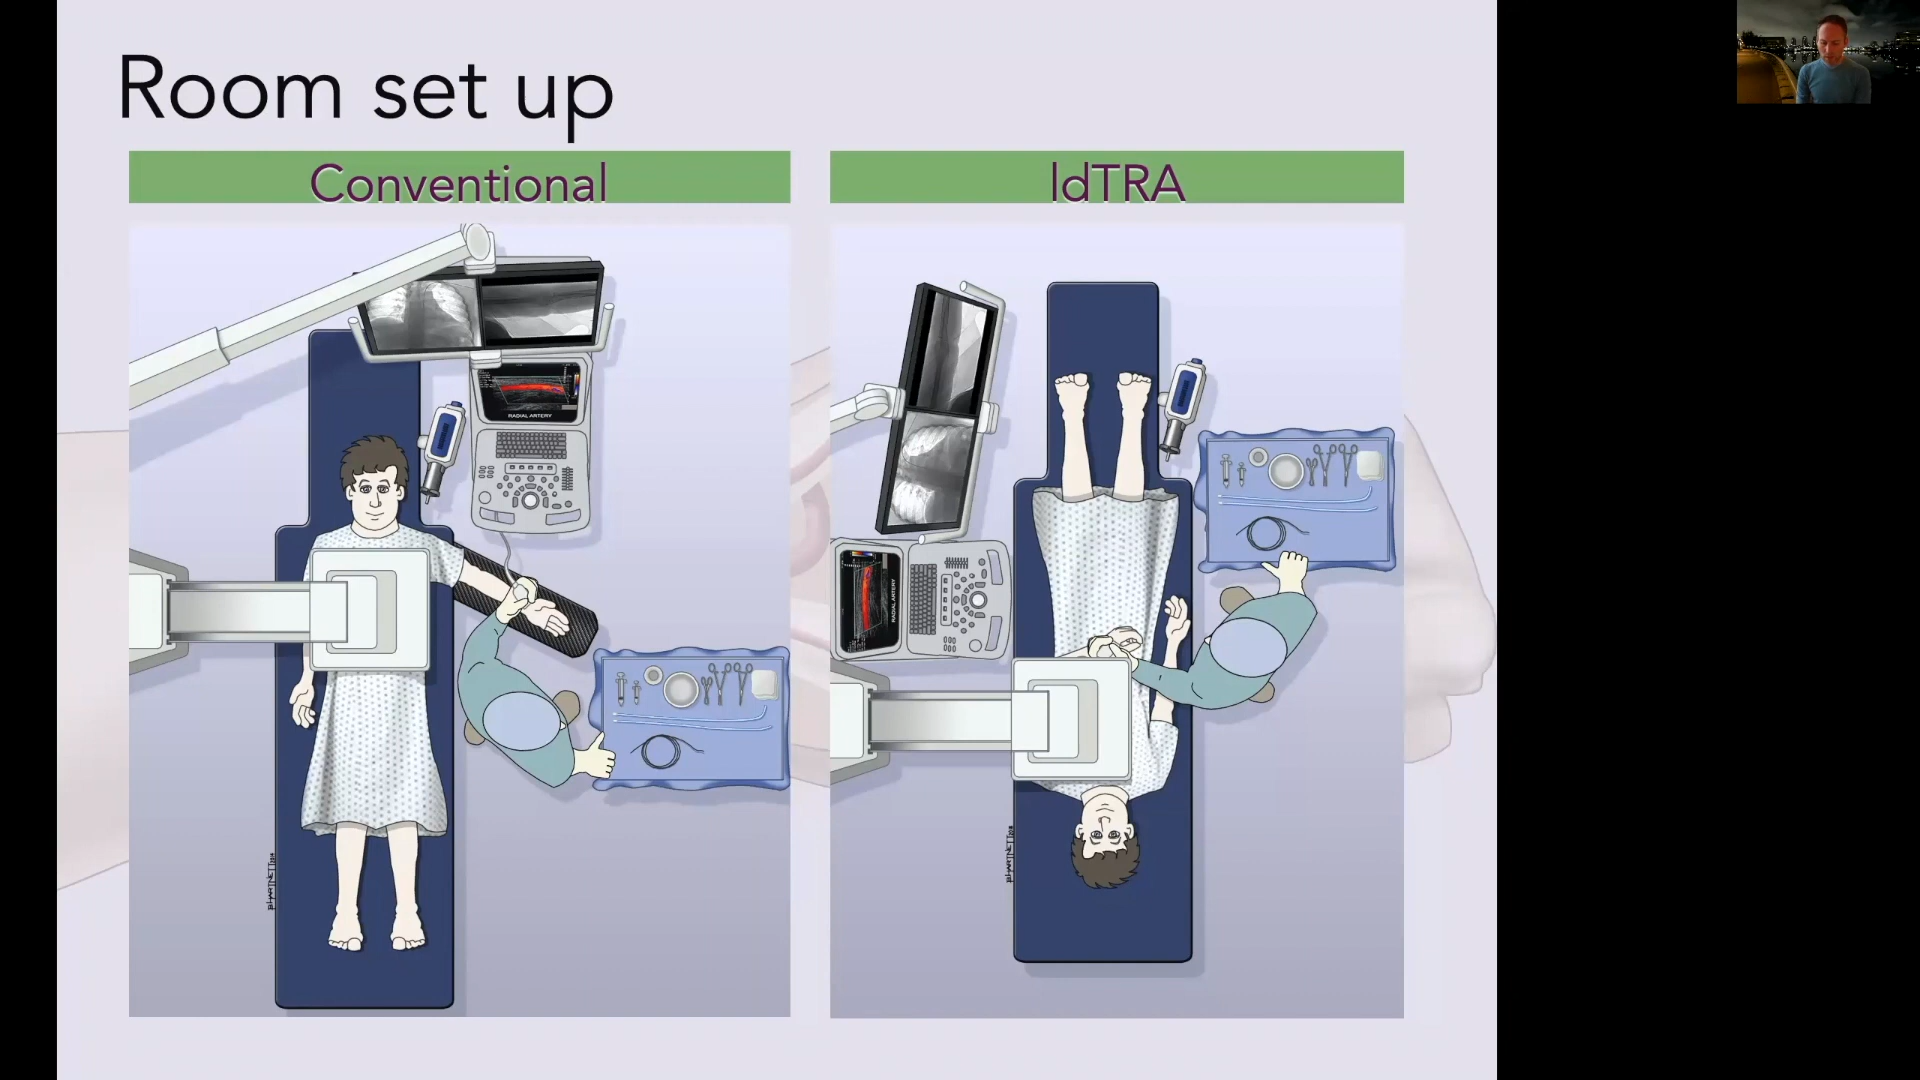 Room set up
Conventional
ldTRA
RADIAL ARTERY
RADIAL ARTERY